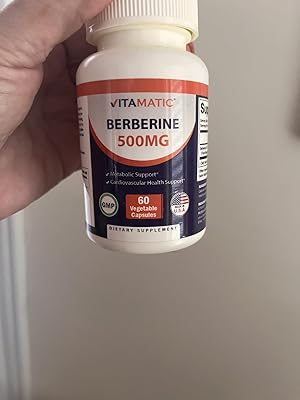 VITAMATIC
BERBERINE
500MG
✓ Metabolic Support*
✓ Cardiovascular Health Support*
GMP
60
Vegetable
Capsules
MADE IN
U.S.A
DIETARY SUPPLEMENT